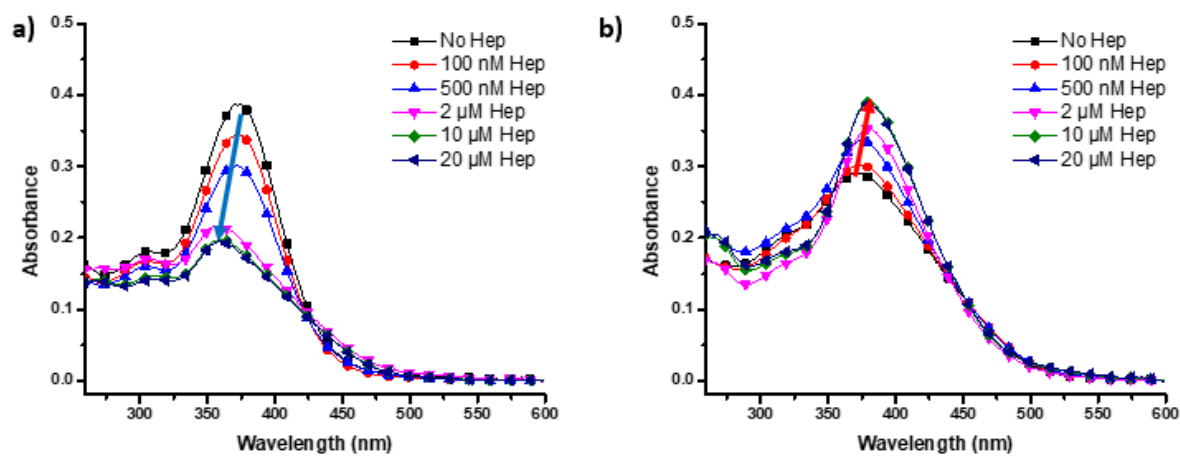 a)
0.5
0.4
0.3
0.2
0.1
0.0
Absorbance
No Hep
100 nM Hep
500 nM Hep
2 µM Hep
10 µM Hep
20 µM Hep
300 350 400 450 500 550 600
Wavelength (nm)
b)
0.5
0.4
0.3
0.2
0.1
0.0
Absorbance
No Hep
100 nM Hep
500 nM Hep
2 µM Hep
10 µM Hep
20 µM Hep
300 350 400 450 500 550 600
Wavelength (nm)